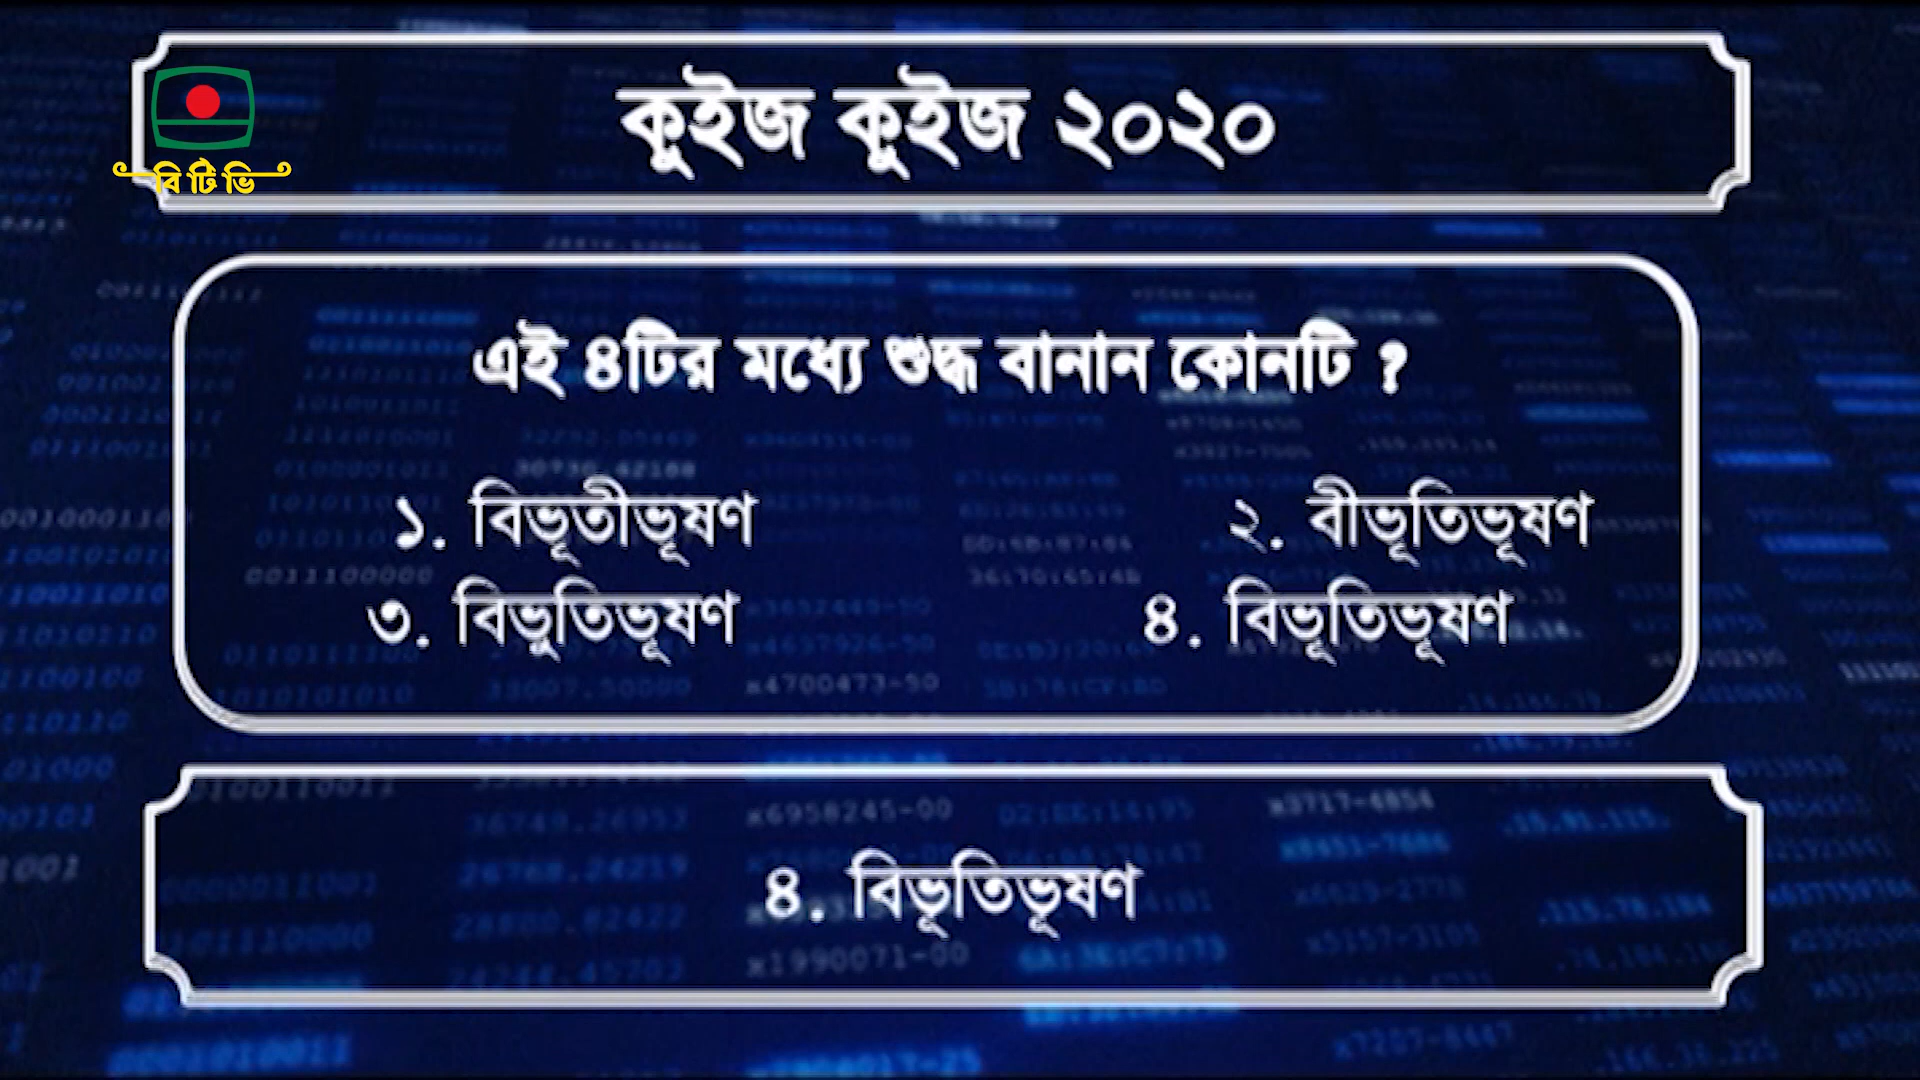 কুইজ কুইজ ২০২০
বিটিভি
এই ৪টির মধ্যে শুদ্ধ বানান কোনটি ?
১. বিভূতীভূষণ ২. বীভূতিভূষণ
৩. বিভুতিভূষণ ৪. বিভূতিভূষণ
৪. বিভূতিভূষণ